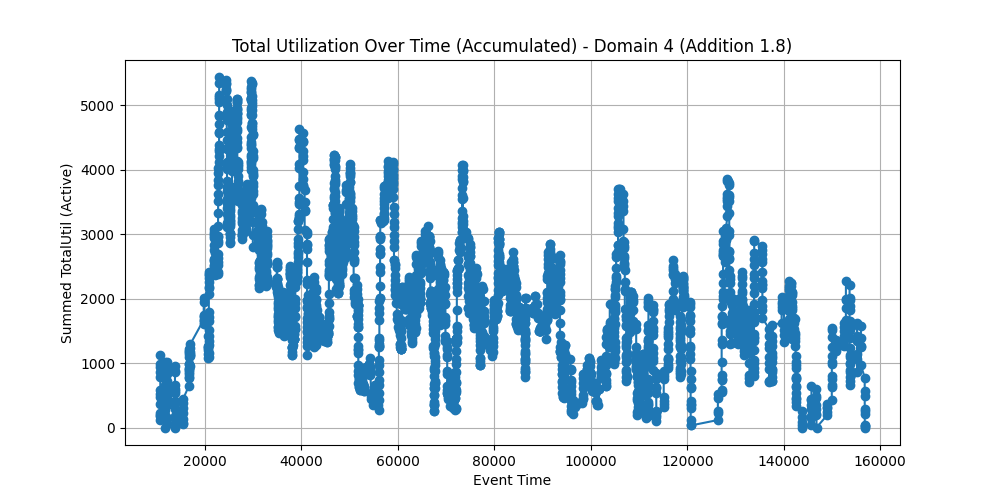 Total Utilization Over Time (Accumulated) - Domain 4 (Addition 1.8)
Summed TotalUtil (Active)
5000
4000
3000
2000
1000
0
20000 40000 60000 80000 100000 120000 140000 160000
Event Time